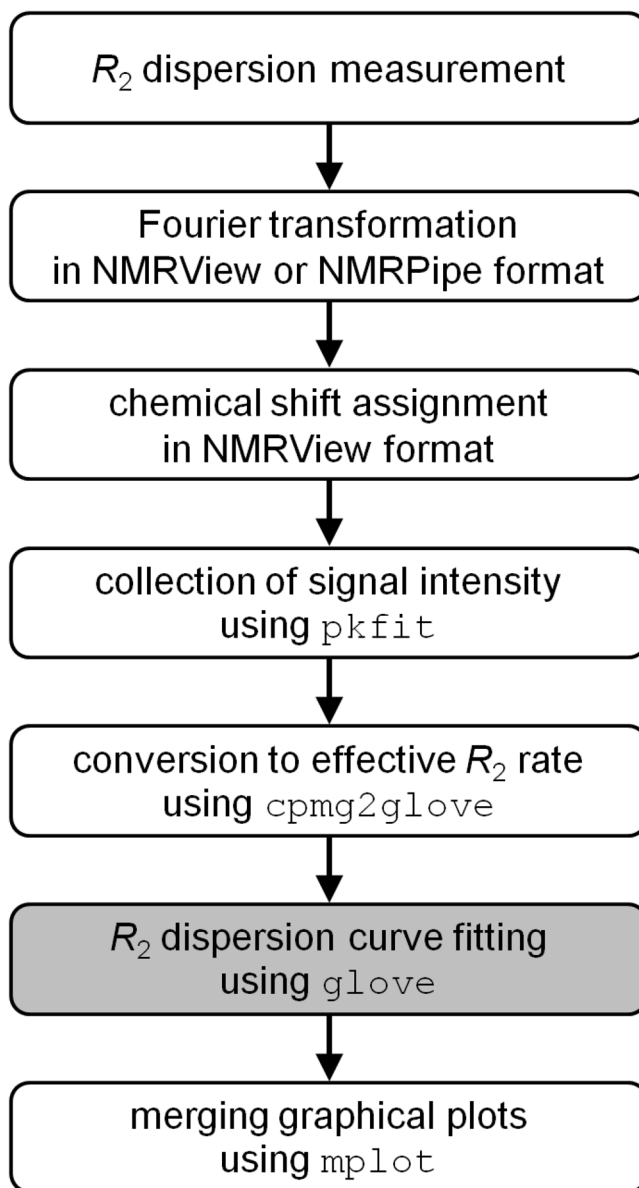 R2 dispersion measurement
Fourier transformation
in NMRView or NMRPipe format
chemical shift assignment
in NMRView format
collection of signal intensity
using pkfit
conversion to effective R2 rate
using cpmg2glove
R2 dispersion curve fitting
using glove
merging graphical plots
using mplot